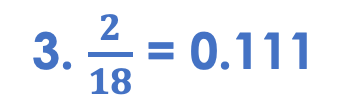 3. 2/18 = 0.111